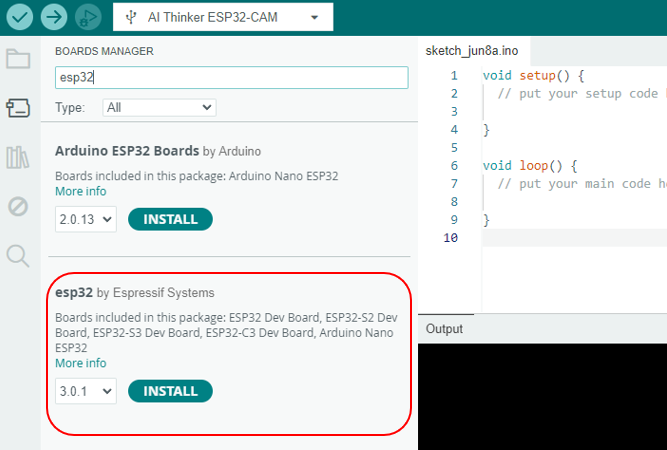 AI Thinker ESP32-CAM
BOARDS MANAGER
esp32
Type: All
Arduino ESP32 Boards by Arduino
Boards included in this package: Arduino Nano ESP32
More info
2.0.13 INSTALL
esp32 by Espressif Systems
Boards included in this package: ESP32 Dev Board, ESP32-S2 Dev
Board, ESP32-S3 Dev Board, ESP32-C3 Dev Board, Arduino Nano
ESP32
More info
3.0.1 INSTALL
sketch_jun8a.ino
1 void setup() {
2 // put your setup code
3
4 }
5
6 void loop() {
7 // put your main code
8
9 }
10
Output